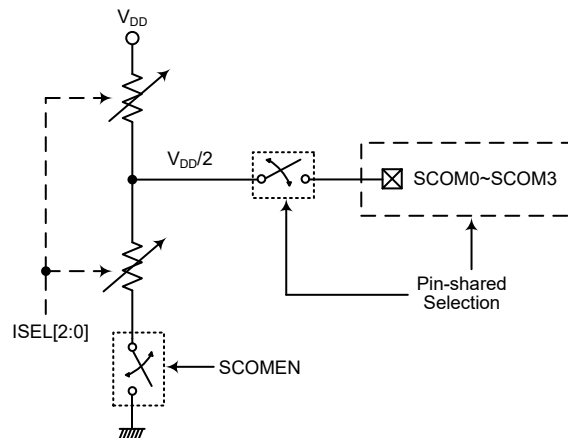 VDD
VDD/2
SCOM0~SCOM3
Pin-shared
Selection
ISEL[2:0]
SCOMEN